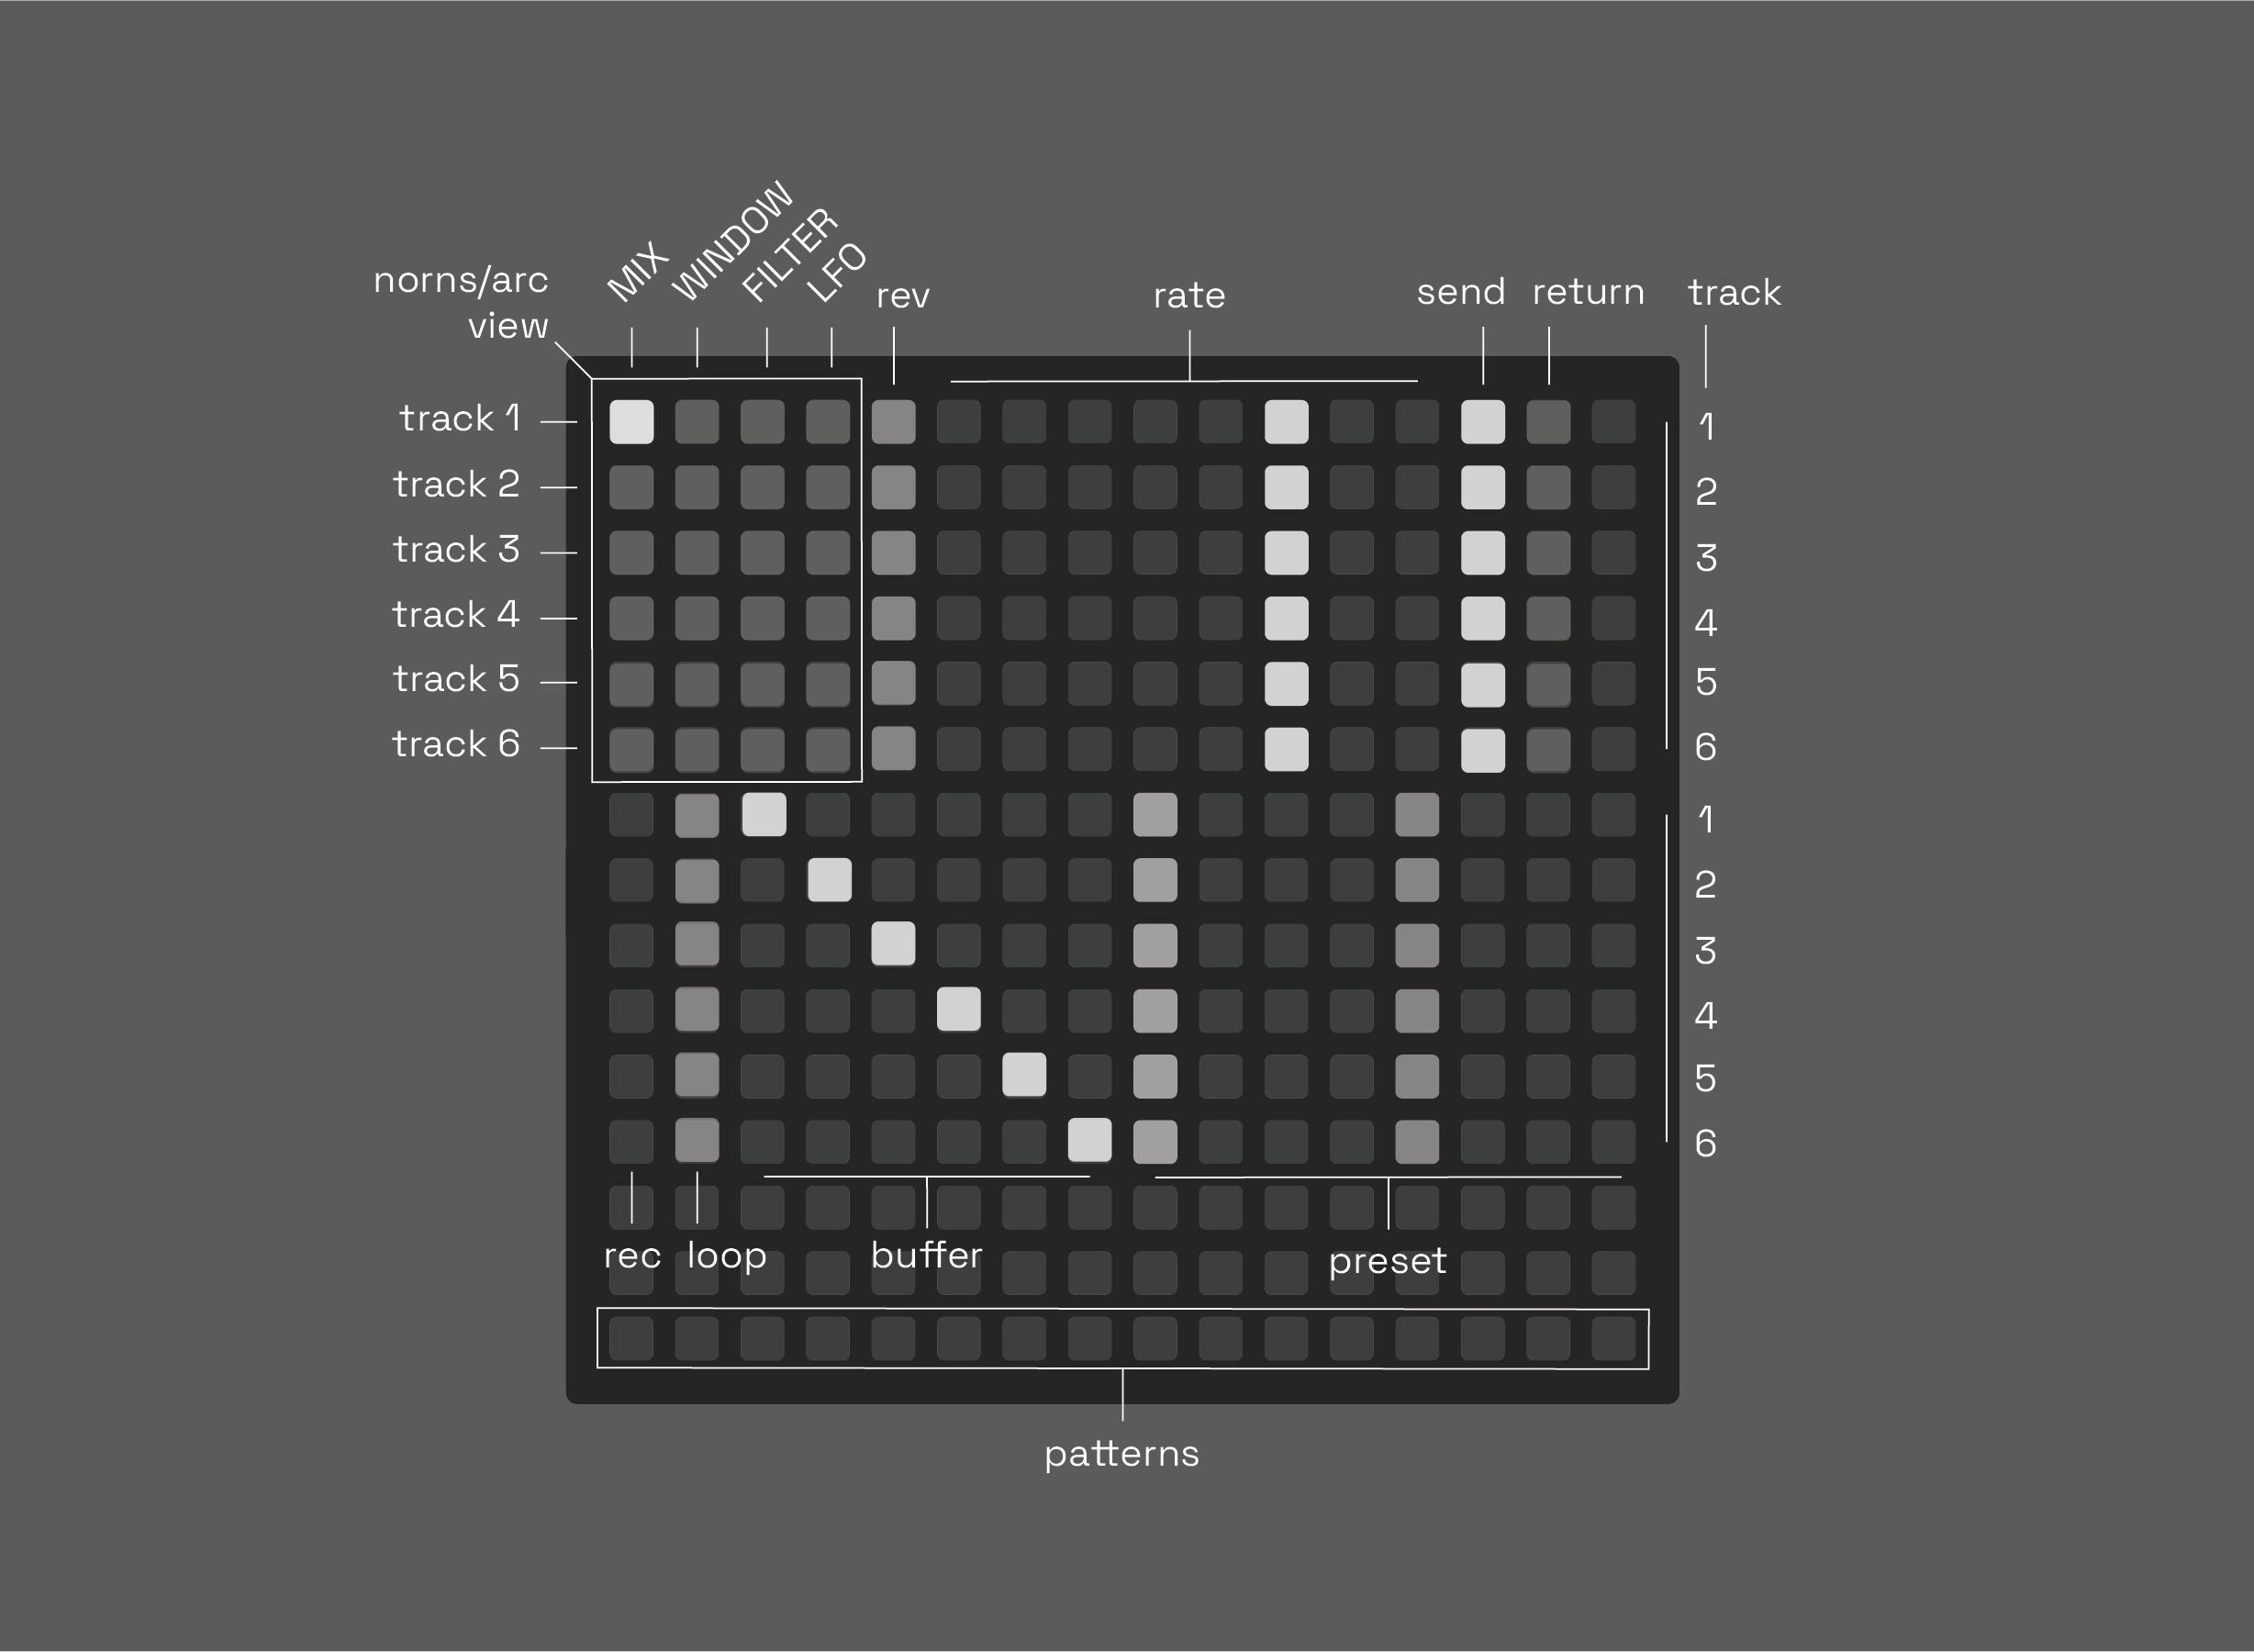 norns/arc
view
MIX
WINDOW
FILTER
LFO
rev
rate
send
return
track
track 1
track 2
track 3
track 4
track 5
track 6
1
2
3
4
5
6
1
2
3
4
5
6
rec
loop
buffer
preset
patterns